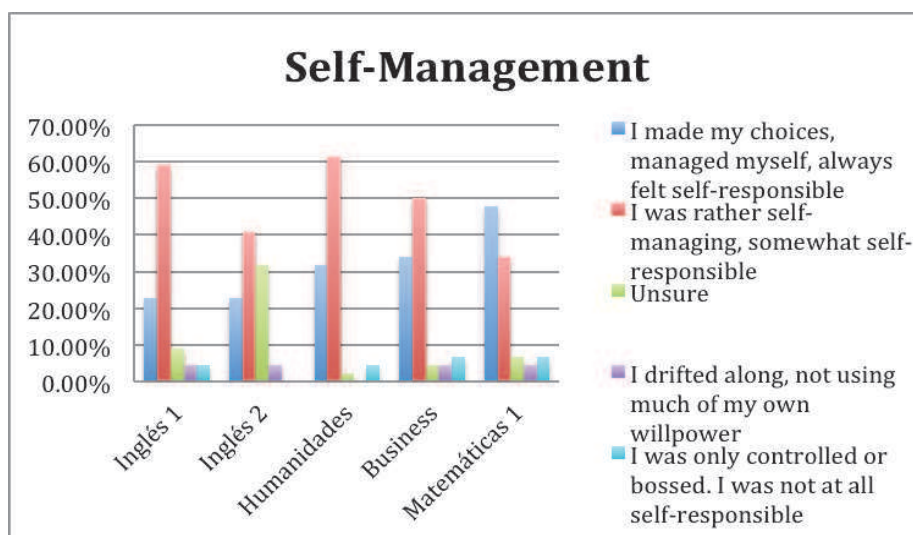 Self-Management
70.00%
60.00%
50.00%
40.00%
30.00%
20.00%
10.00%
0.00%
Inglés 1
Inglés 2
Humanidades
Business
Matemáticas 1
I made my choices,
managed myself, always
felt self-responsible
I was rather self-
managing, somewhat self-
responsible
Unsure
I drifted along, not using
much of my own
willpower
I was only controlled or
bossed. I was not at all
self-responsible